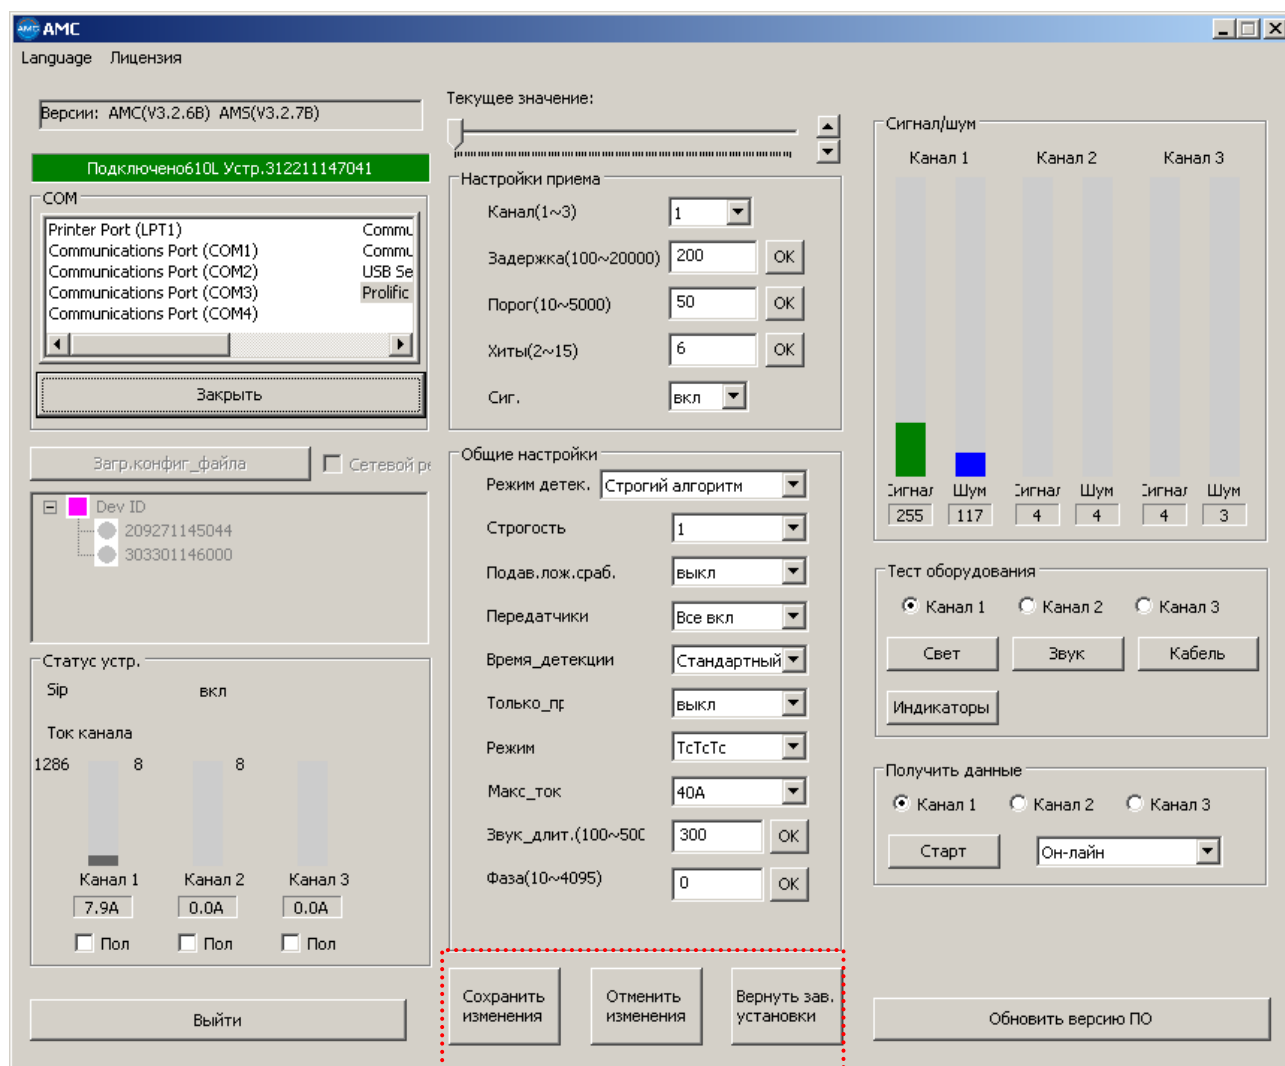 AMC
Language Лицензия
Версии: AMC(V3.2.6B) AMS(V3.2.7B)
Подключено610L Устр.312211147041
COM
Printer Port (LPT1) Commu
Communications Port (COM1) Commu
Communications Port (COM2) USB Se
Communications Port (COM3) Prolific
Communications Port (COM4)
Закрыть
Загр.конфиг_файла Сетевой ре
Dev ID
209271145044
303301146000
Статус устр.
Sip вкл
Ток канала
1286 8 8
Канал 1 Канал 2 Канал 3
7.9A 0.0A 0.0A
Пол Пол Пол
Выйти
Текущее значение:
Настройки приема
Канал(1~3) 1
Задержка(100~20000) 200 OK
Порог(10~5000) 50 OK
Хиты(2~15) 6 OK
Сиг. вкл
Общие настройки
Режим детек. Строгий алгоритм
Строгость 1
Подав.лож.сраб. выкл
Передатчики Все вкл
Время_детекции Стандартный
Только_пр выкл
Режим ТсТсТс
Макс_ток 40A
Звук_длит.(100~500 300 OK
Фаза(10~4095) 0 OK
Сохранить изменения
Отменить изменения
Вернуть зав. установки
Сигнал/шум
Канал 1 Канал 2 Канал 3
Сигнал Шум Сигнал Шум Сигнал Шум
255 117 4 4 4 3
Тест оборудования
Канал 1 Канал 2 Канал 3
Свет Звук Кабель
Индикаторы
Получить данные
Канал 1 Канал 2 Канал 3
Старт Он-лайн
Обновить версию ПО